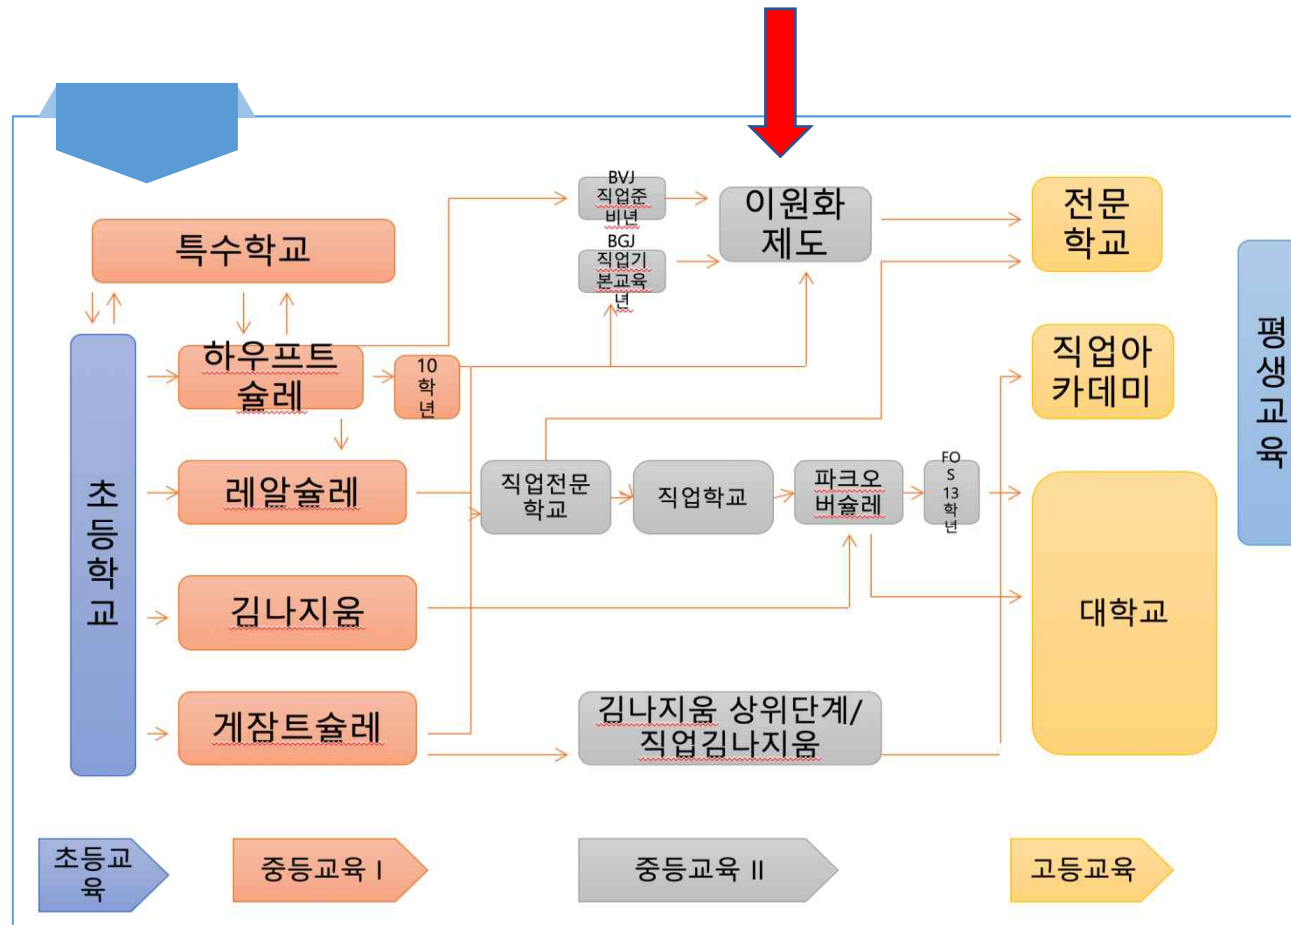 BVJ
직업준
비년
이원화
제도
전문
학교
특수학교
BGJ
직업기
본교육
년
하우프트
슐레
10
학
년
직업아
카데미
평
생
교
육
초
등
학
교
레알슐레
직업전문
학교
직업학교
파크오
버슐레
FO
S
13
학
년
김나지움
대학교
게잠트슐레
김나지움 상위단계/
직업김나지움
초등교
육
중등교육 I
중등교육 II
고등교육